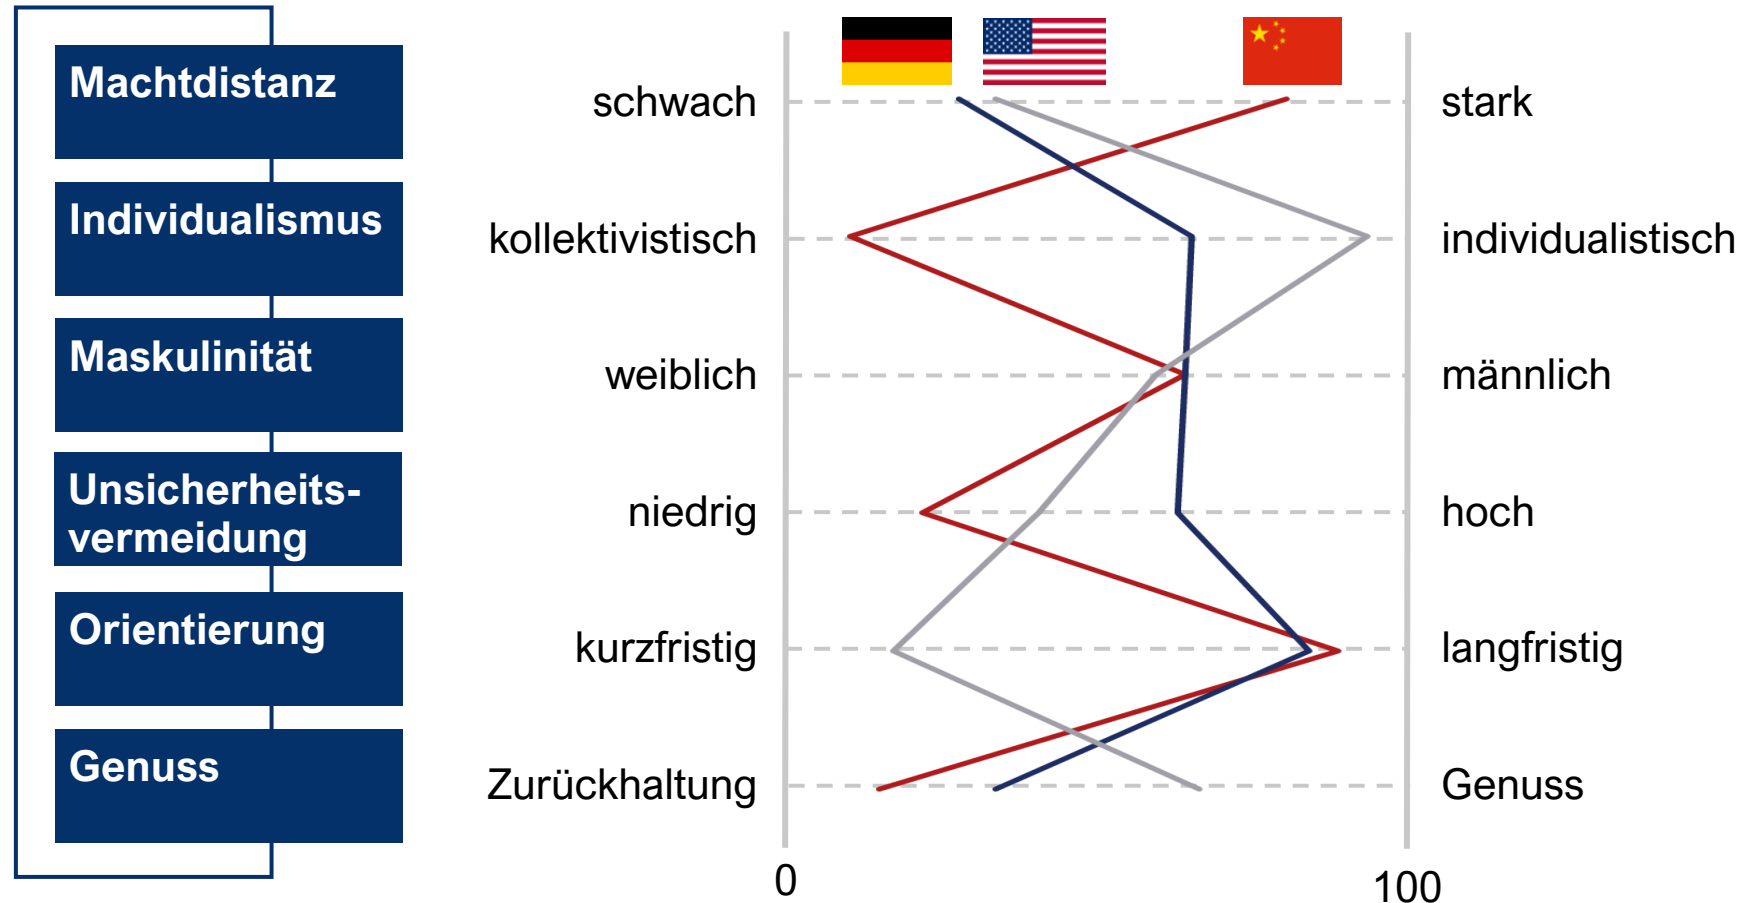 Machtdistanz
schwach
stark
Individualismus
kollektivistisch
individualistisch
Maskulinität
weiblich
männlich
Unsicherheits-
vermeidung
niedrig
hoch
Orientierung
kurzfristig
langfristig
Genuss
Zurückhaltung
Genuss
0
100